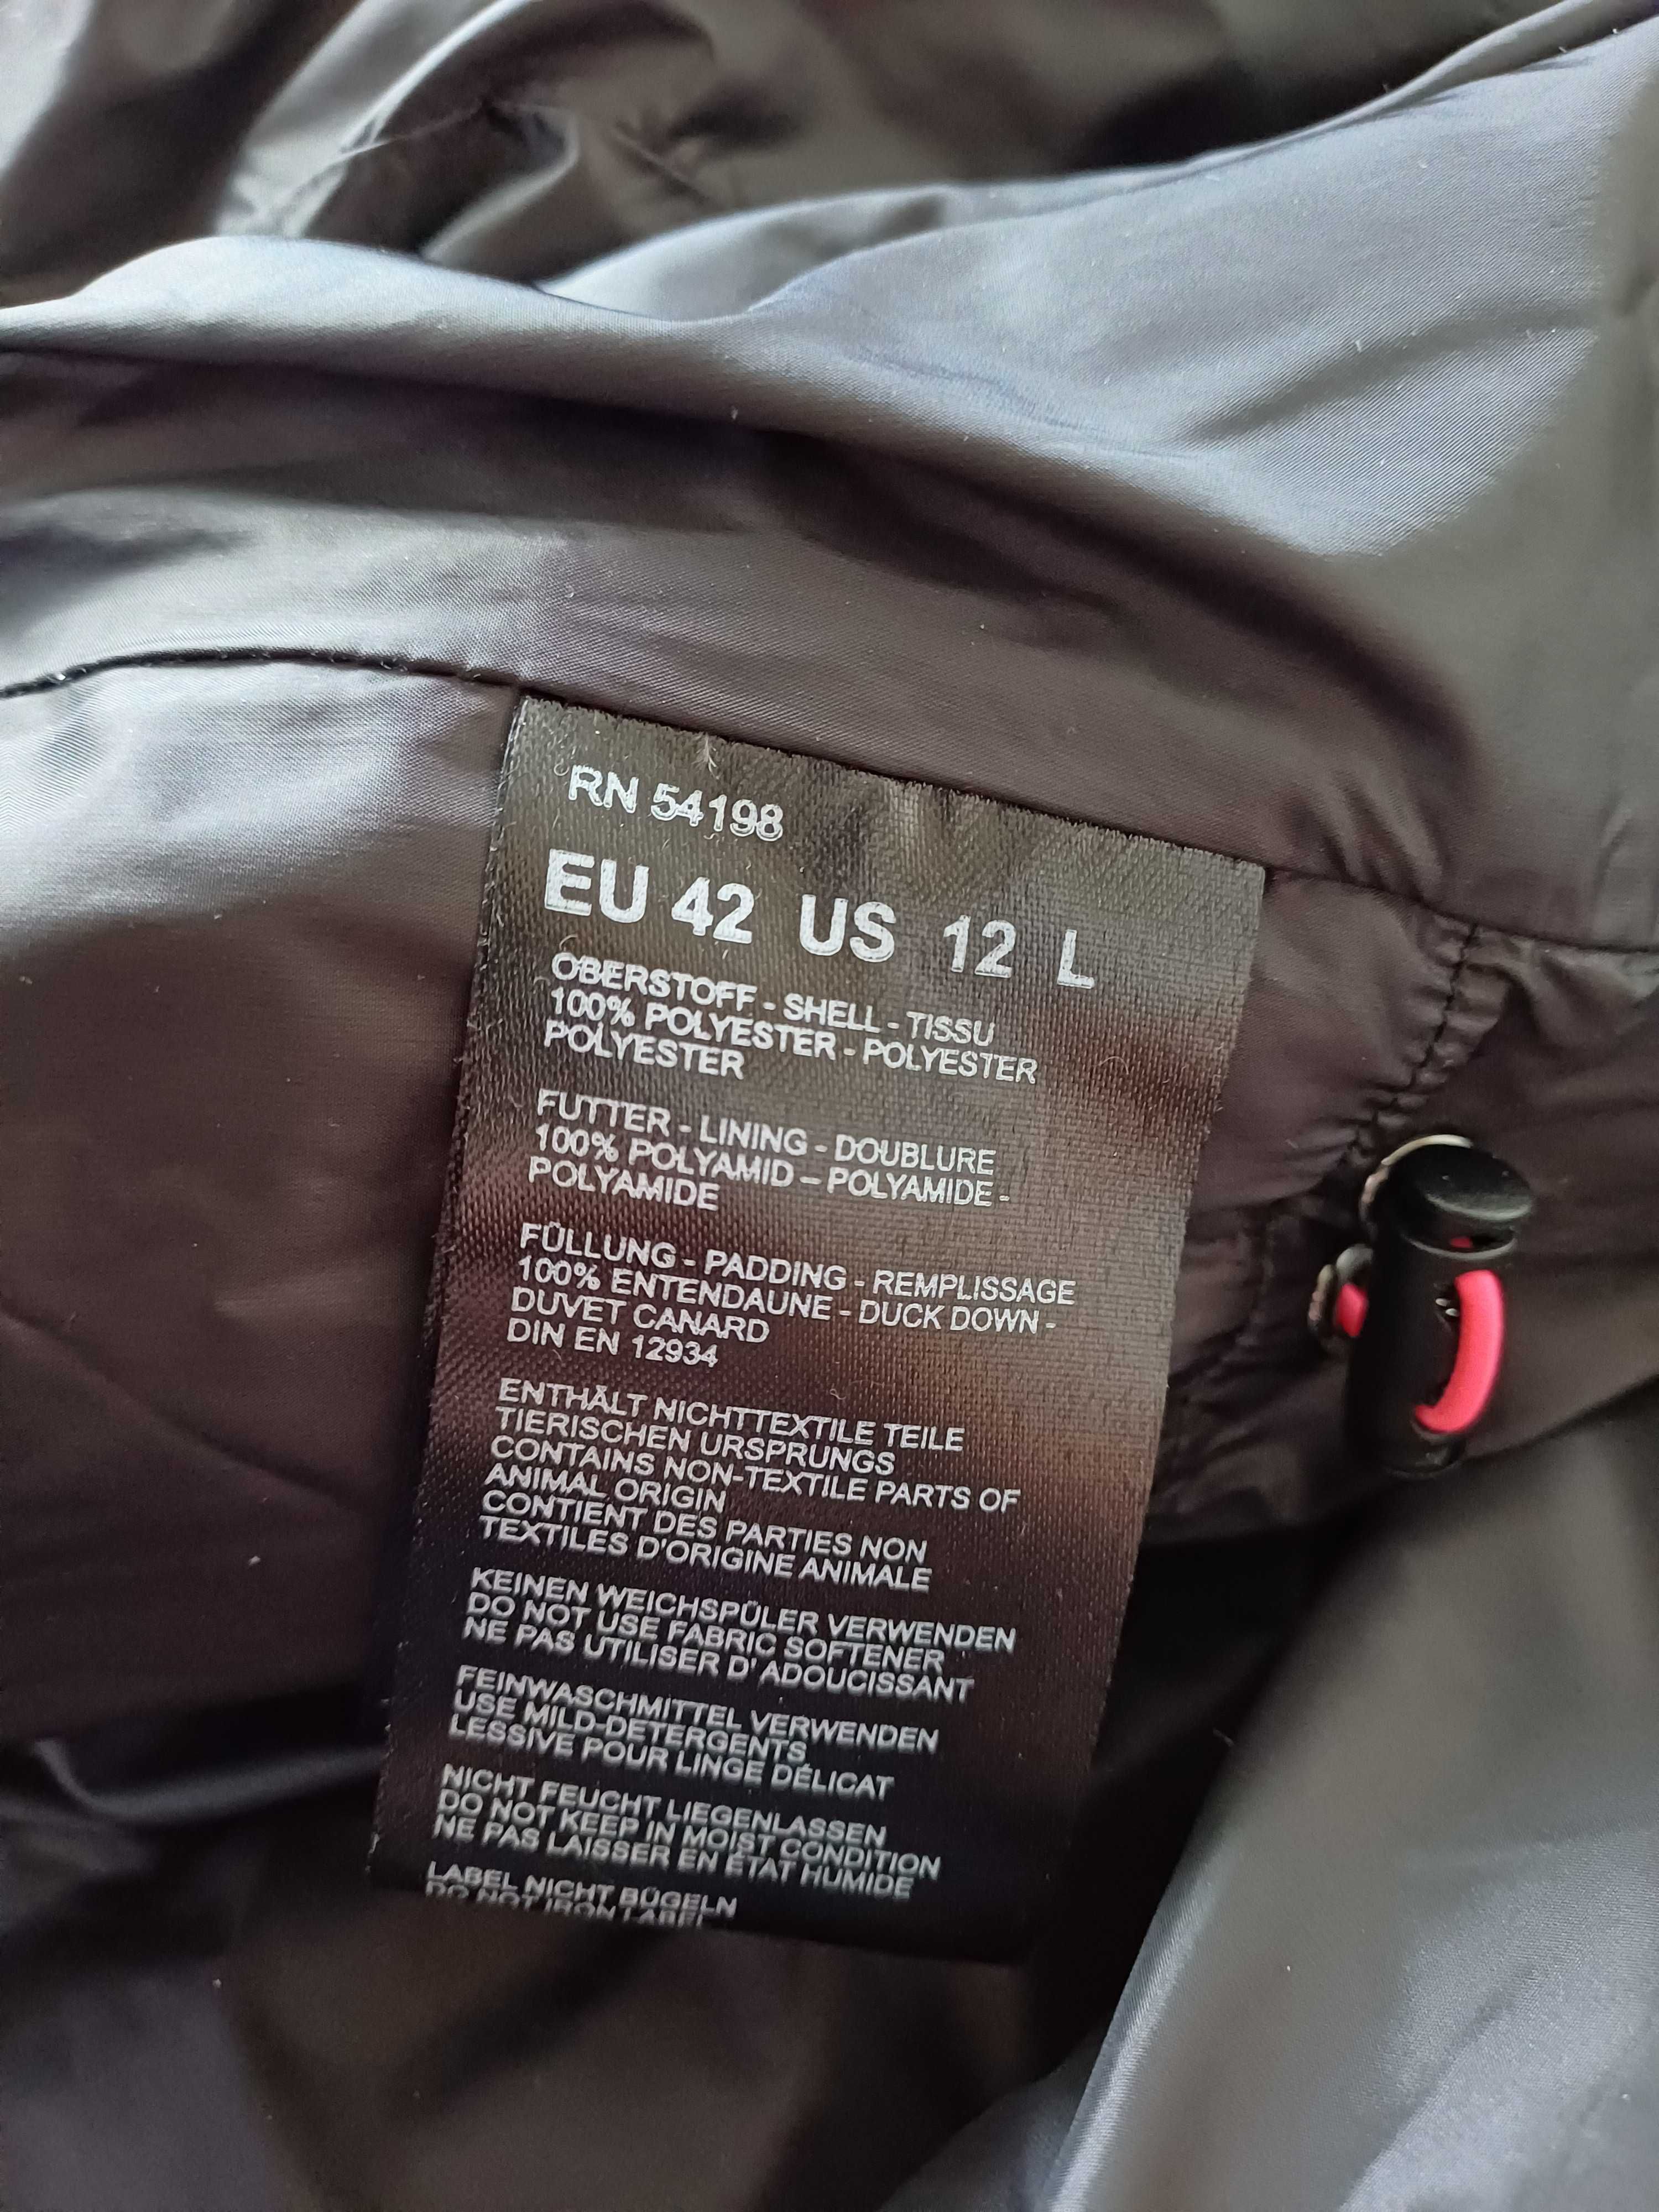 RN 54198
EU 42 US 12 L
OBERSTOFF - SHELL - TISSU
100% POLYESTER - POLYESTER
POLYESTER
FUTTER - LINING - DOUBLURE
100% POLYAMID – POLYAMIDE -
POLYAMIDE
FÜLLUNG - PADDING - REMPLISSAGE
100% ENTENDAUNE - DUCK DOWN -
DUVET CANARD
DIN EN 12934
ENTHÄLT NICHTTEXTILE TEILE
TIERISCHEN URSPRUNGS
CONTAINS NON-TEXTILE PARTS OF
ANIMAL ORIGIN
CONTIENT DES PARTIES NON
TEXTILES D'ORIGINE ANIMALE
KEINEN WEICHSPÜLER VERWENDEN
DO NOT USE FABRIC SOFTENER
NE PAS UTILISER D' ADOUCISSANT
FEINWASCHMITTEL VERWENDEN
USE MILD-DETERGENTS
LESSIVE POUR LINGE DÉLICAT
NICHT FEUCHT LIEGENLASSEN
DO NOT KEEP IN MOIST CONDITION
NE PAS LAISSER EN ÉTAT HUMIDE
LABEL NICHT BÜGELN
DO NOT IRON LABEL